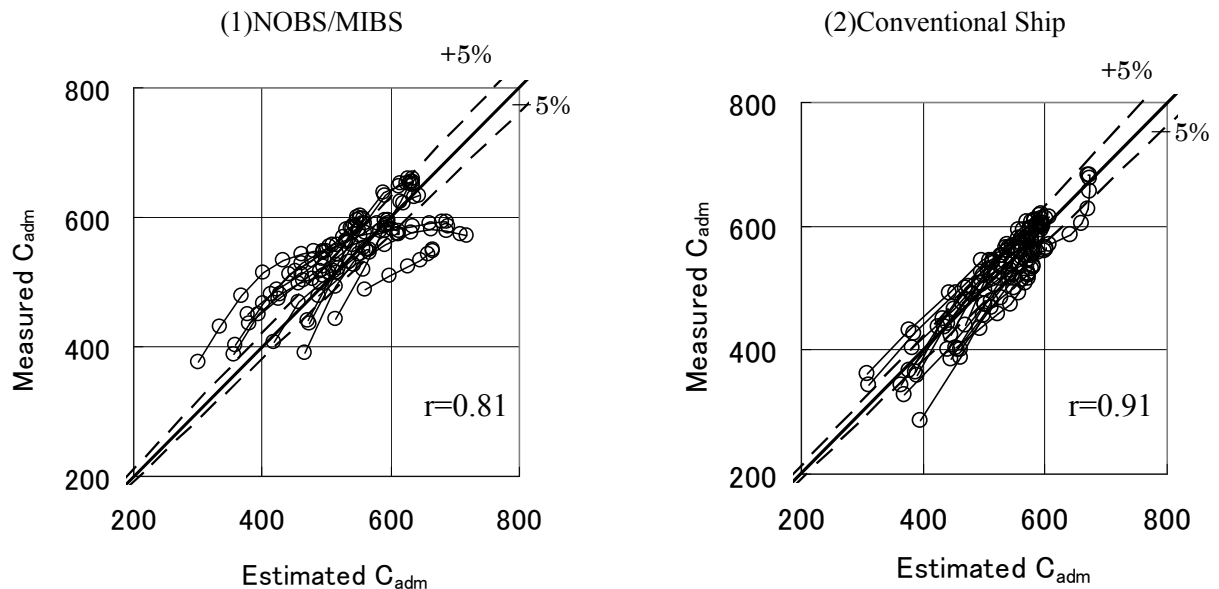 (1)NOBS/MIBS
+5%
-5%
800
600
400
200
200 400 600 800
Measured Cadm
Estimated Cadm
r=0.81
(2)Conventional Ship
+5%
-5%
800
600
400
200
200 400 600 800
Measured Cadm
Estimated Cadm
r=0.91